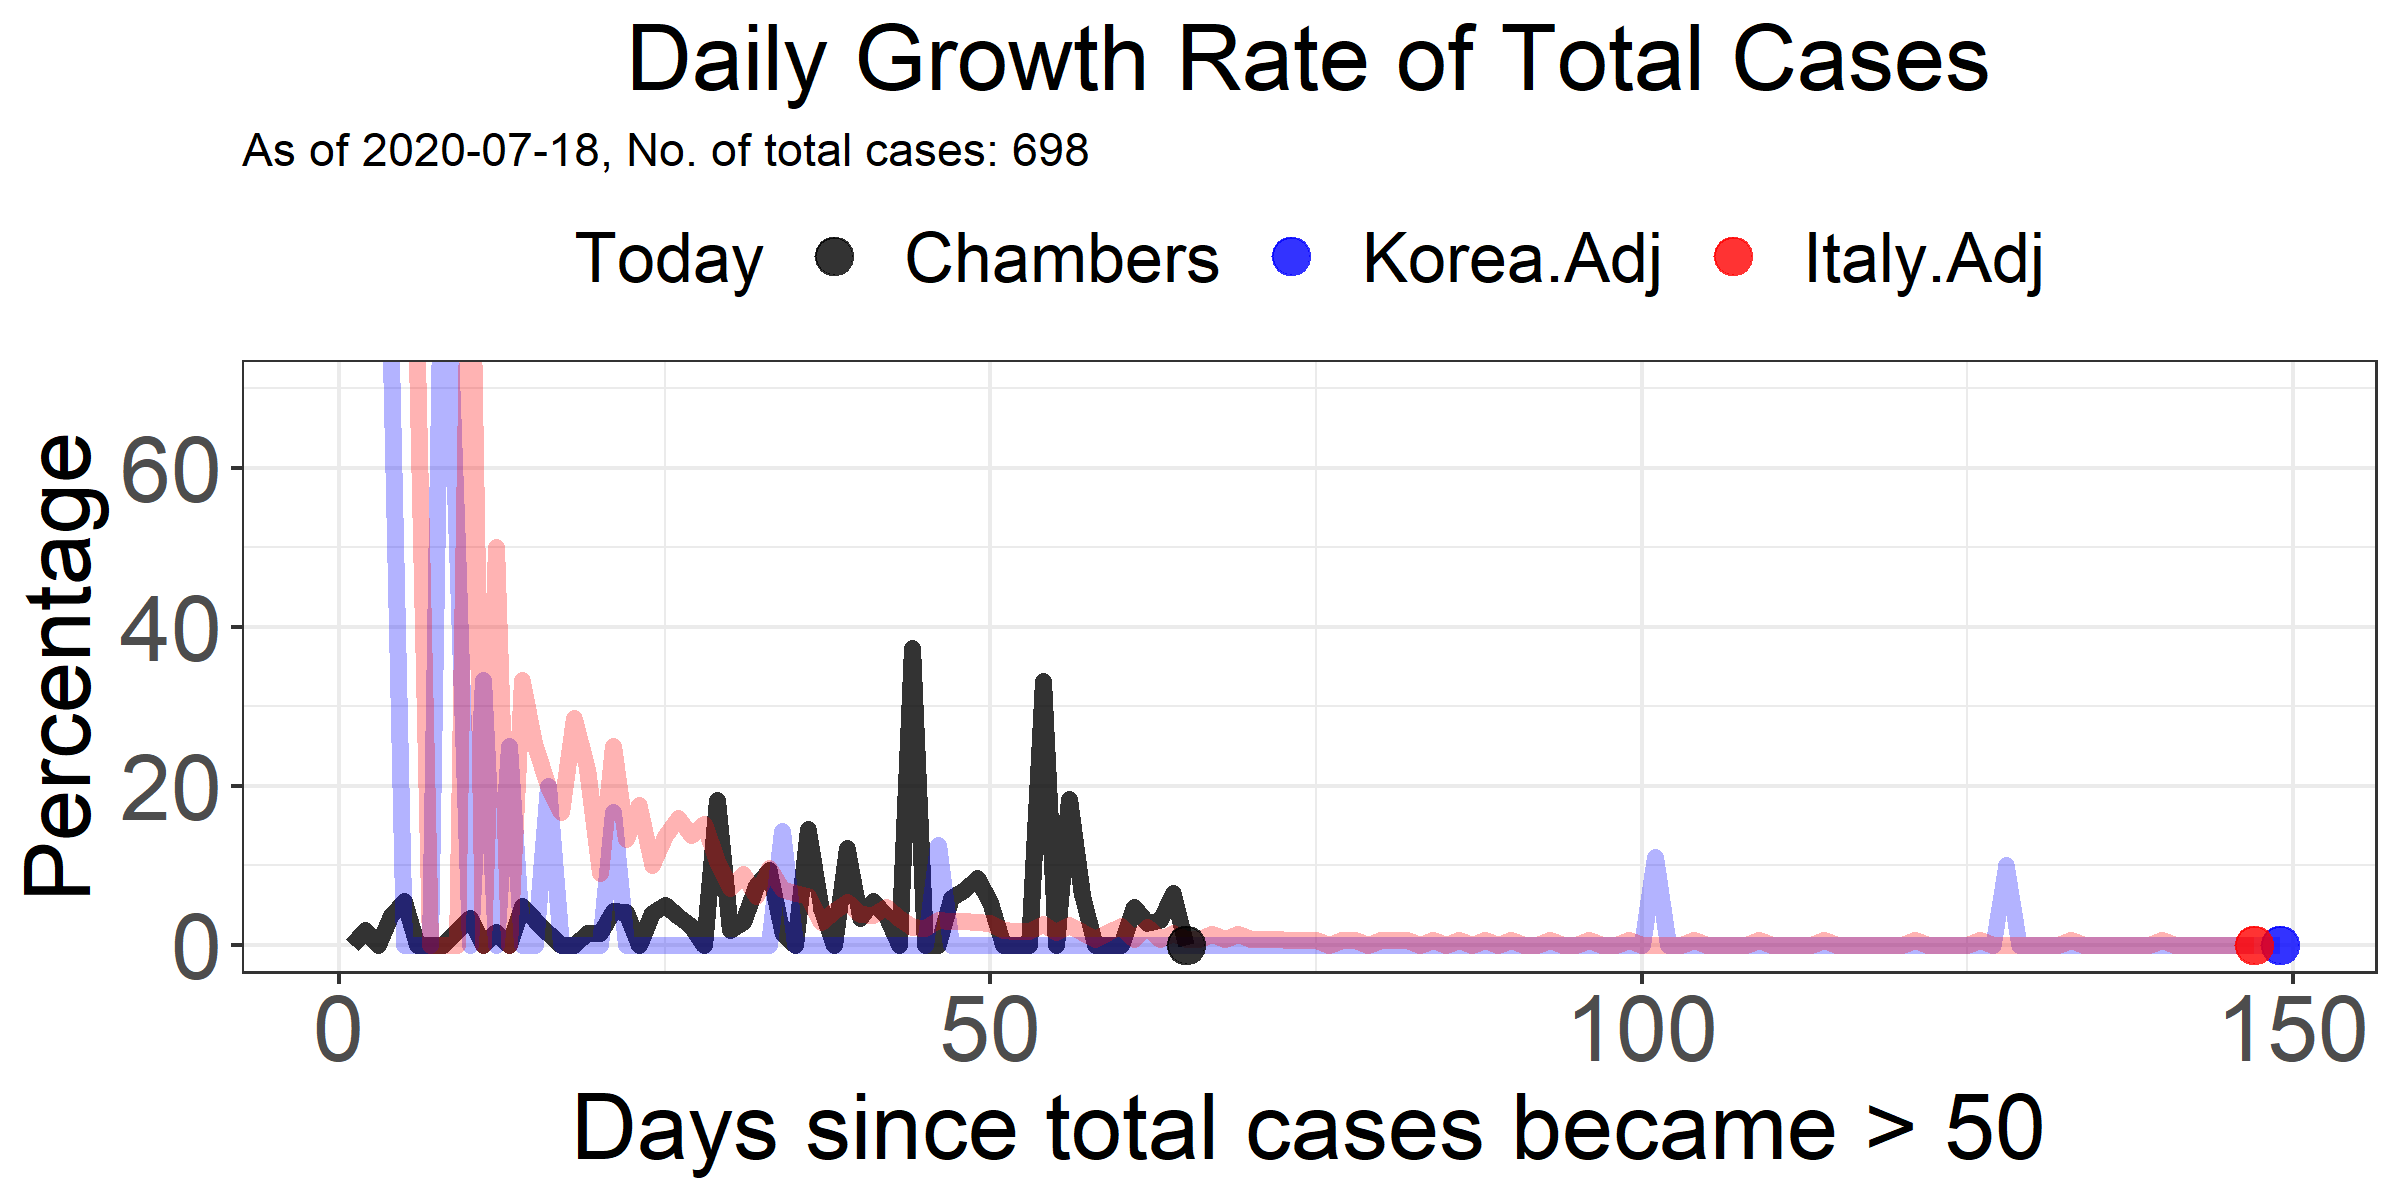 Daily Growth Rate of Total Cases
As of 2020-07-18, No. of total cases: 698
Today Chambers Korea.Adj Italy.Adj
Percentage
60
40
20
0
0 50 100 150
Days since total cases became > 50